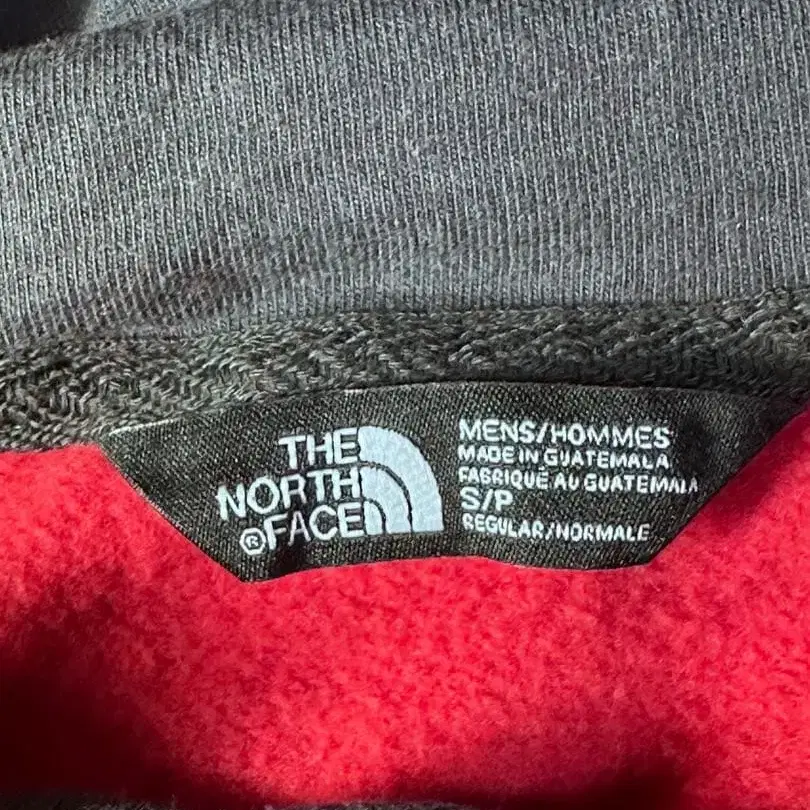 THE
NORTH
®FACE
MENS/HOMMES
MADE IN GUATEMALA
FABRIQUÉ AU GUATEMALA
S/P
REGULAR/NORMALE